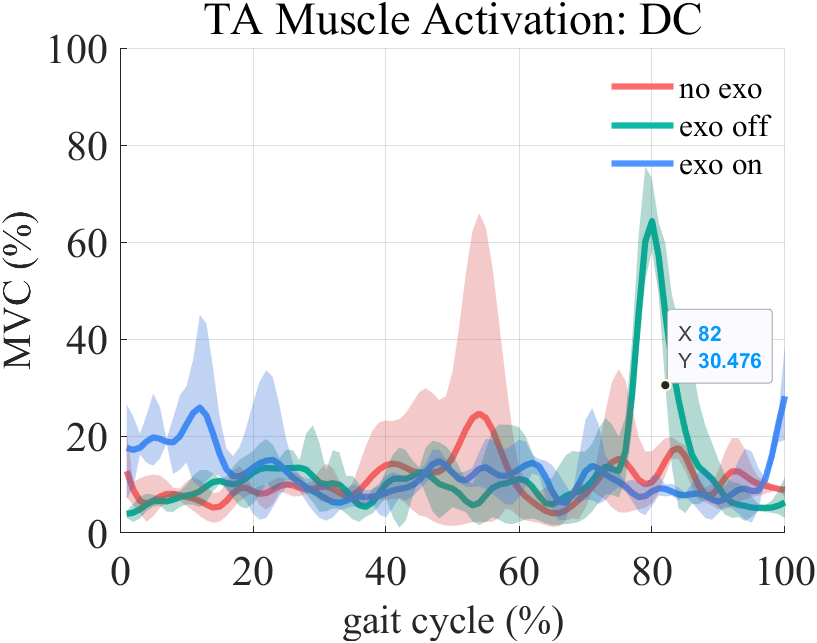 TA Muscle Activation: DC
100
80
60
40
20
0
MVC (%)
no exo
exo off
exo on
X 82
Y 30.476
0 20 40 60 80 100
gait cycle (%)